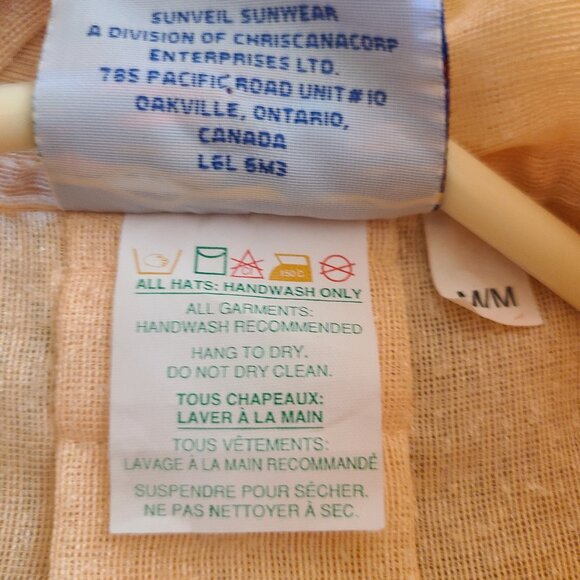 SUNVEIL SUNWEAR
A DIVISION OF CHRISCANACORP
ENTERPRISES LTD.
785 PACIFIC ROAD UNIT#10
OAKVILLE, ONTARIO,
CANADA
L6L 6M3
150°C
ALL HATS: HANDWASH ONLY
ALL GARMENTS:
HANDWASH RECOMMENDED
HANG TO DRY.
DO NOT DRY CLEAN.
TOUS CHAPEAUX:
LAVER À LA MAIN
TOUS VÊTEMENTS:
LAVAGE À LA MAIN RECOMMANDÉ
SUSPENDRE POUR SÉCHER.
NE PAS NETTOYER À SEC.
M/M